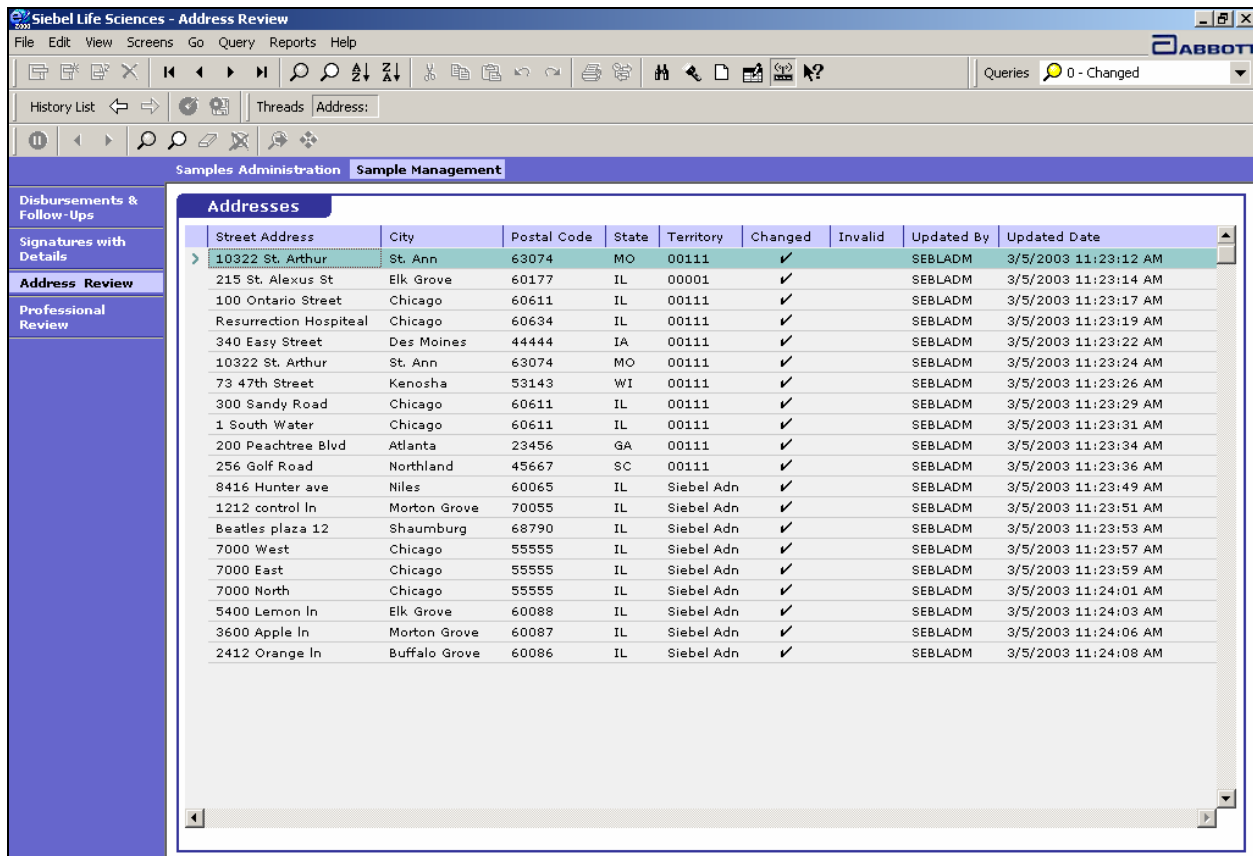 Siebel Life Sciences - Address Review
File Edit View Screens Go Query Reports Help
ABBOTT
Queries 0 - Changed
History List Threads Address:
Samples Administration Sample Management
Disbursements &
Follow-Ups
Signatures with
Details
Address Review
Professional
Review
Addresses
Street Address City Postal Code State Territory Changed Invalid Updated By Updated Date
10322 St. Arthur St. Ann 63074 MO 00111 ✔ SEBLADM 3/5/2003 11:23:12 AM
215 St. Alexus St Elk Grove 60177 IL 00001 ✔ SEBLADM 3/5/2003 11:23:14 AM
100 Ontario Street Chicago 60611 IL 00111 ✔ SEBLADM 3/5/2003 11:23:17 AM
Resurrection Hospiteal Chicago 60634 IL 00111 ✔ SEBLADM 3/5/2003 11:23:19 AM
340 Easy Street Des Moines 44444 IA 00111 ✔ SEBLADM 3/5/2003 11:23:22 AM
10322 St. Arthur St. Ann 63074 MO 00111 ✔ SEBLADM 3/5/2003 11:23:24 AM
73 47th Street Kenosha 53143 WI 00111 ✔ SEBLADM 3/5/2003 11:23:26 AM
300 Sandy Road Chicago 60611 IL 00111 ✔ SEBLADM 3/5/2003 11:23:29 AM
1 South Water Chicago 60611 IL 00111 ✔ SEBLADM 3/5/2003 11:23:31 AM
200 Peachtree Blvd Atlanta 23456 GA 00111 ✔ SEBLADM 3/5/2003 11:23:34 AM
256 Golf Road Northland 45667 SC 00111 ✔ SEBLADM 3/5/2003 11:23:36 AM
8416 Hunter ave Niles 60065 IL Siebel Adn ✔ SEBLADM 3/5/2003 11:23:49 AM
1212 control ln Morton Grove 70055 IL Siebel Adn ✔ SEBLADM 3/5/2003 11:23:51 AM
Beatles plaza 12 Shaumburg 68790 IL Siebel Adn ✔ SEBLADM 3/5/2003 11:23:53 AM
7000 West Chicago 55555 IL Siebel Adn ✔ SEBLADM 3/5/2003 11:23:57 AM
7000 East Chicago 55555 IL Siebel Adn ✔ SEBLADM 3/5/2003 11:23:59 AM
7000 North Chicago 55555 IL Siebel Adn ✔ SEBLADM 3/5/2003 11:24:01 AM
5400 Lemon ln Elk Grove 60088 IL Siebel Adn ✔ SEBLADM 3/5/2003 11:24:03 AM
3600 Apple ln Morton Grove 60087 IL Siebel Adn ✔ SEBLADM 3/5/2003 11:24:06 AM
2412 Orange ln Buffalo Grove 60086 IL Siebel Adn ✔ SEBLADM 3/5/2003 11:24:08 AM